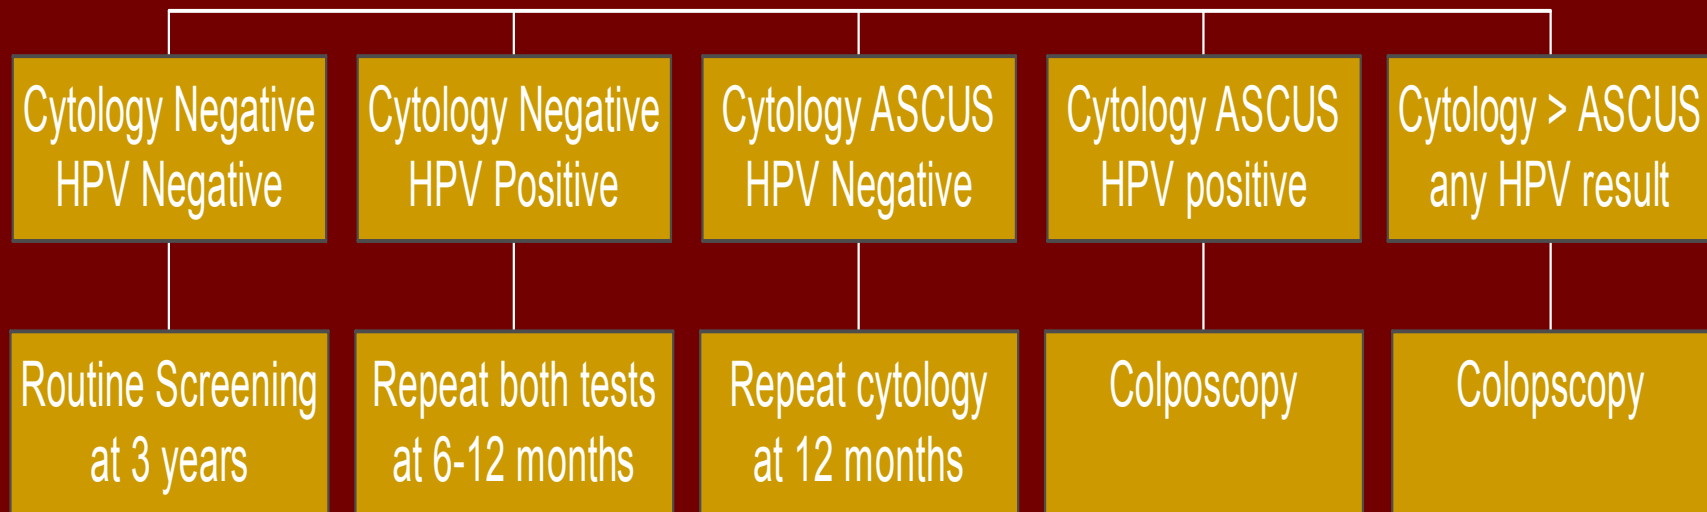 Cytology Negative
HPV Negative
Cytology Negative
HPV Positive
Cytology ASCUS
HPV Negative
Cytology ASCUS
HPV positive
Cytology > ASCUS
any HPV result
Routine Screening
at 3 years
Repeat both tests
at 6-12 months
Repeat cytology
at 12 months
Colposcopy
Colopscopy